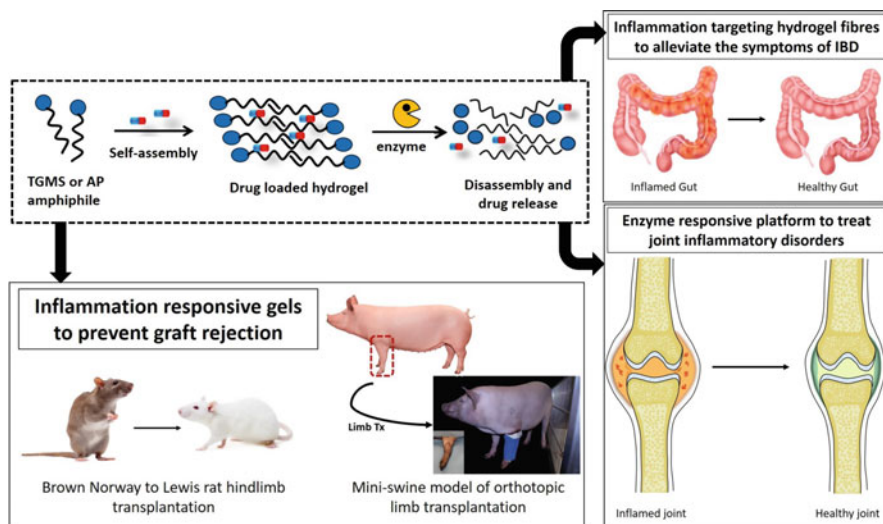 TGMS or AP
amphiphile
Self-assembly
Drug loaded hydrogel
enzyme
Disassembly and
drug release
Inflammation targeting hydrogel fibres
to alleviate the symptoms of IBD
Inflamed Gut
Healthy Gut
Enzyme responsive platform to treat
joint inflammatory disorders
Inflamed joint
Healthy joint
Inflammation responsive gels
to prevent graft rejection
Brown Norway to Lewis rat hindlimb
transplantation
Limb Tx
Mini-swine model of orthotopic
limb transplantation